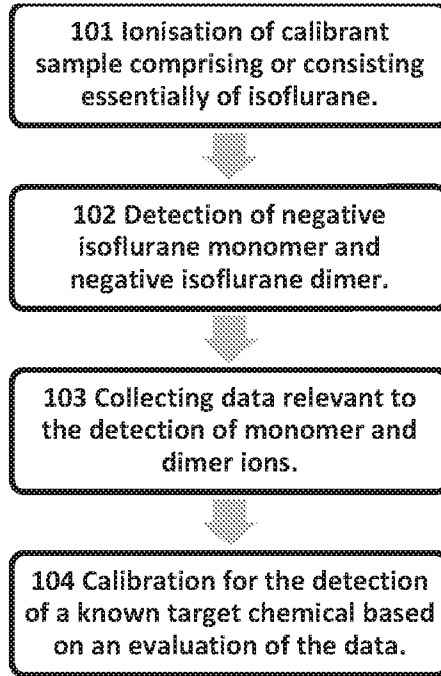 101 Ionisation of calibrant
sample comprising or consisting
essentially of isoflurane.
102 Detection of negative
isoflurane monomer and
negative isoflurane dimer.
103 Collecting data relevant to
the detection of monomer and
dimer ions.
104 Calibration for the detection
of a known target chemical based
on an evaluation of the data.